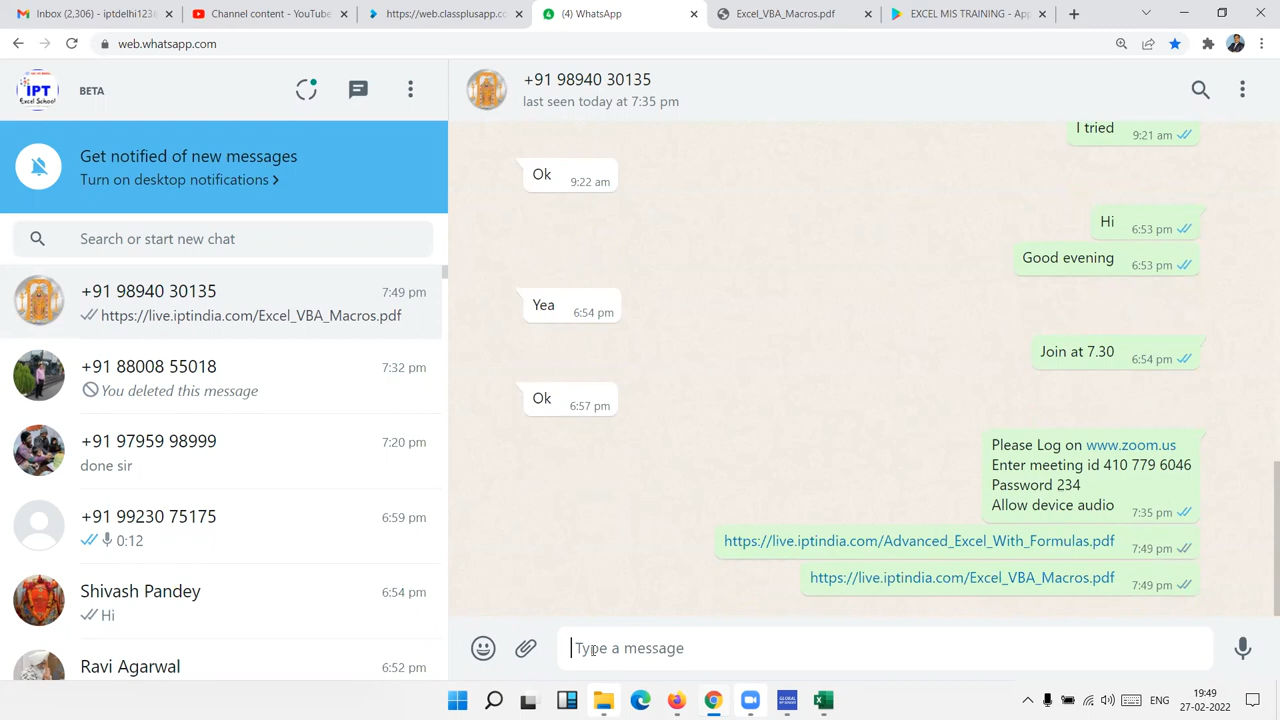 Inbox (2,306) - iptdelhi123
Channel content - YouTube
https://web.classplusapp.c
(4) WhatsApp
Excel_VBA_Macros.pdf
EXCEL MIS TRAINING - Ap
web.whatsapp.com
IPT
Excel School
BETA
+91 98940 30135
last seen today at 7:35 pm
Get notified of new messages
Turn on desktop notifications
Search or start new chat
+91 98940 30135
7:49 pm
https://live.iptindia.com/Excel_VBA_Macros.pdf
+91 88008 55018
7:32 pm
You deleted this message
+91 97959 98999
7:20 pm
done sir
+91 99230 75175
6:59 pm
0:12
Shivash Pandey
6:54 pm
Hi
Ravi Agarwal
6:52 pm
I tried
9:21 am
Ok
9:22 am
Hi
6:53 pm
Good evening
6:53 pm
Yea
6:54 pm
Join at 7.30
6:54 pm
Ok
6:57 pm
Please Log on www.zoom.us
Enter meeting id 410 779 6046
Password 234
Allow device audio
7:35 pm
https://live.iptindia.com/Advanced_Excel_With_Formulas.pdf
7:49 pm
https://live.iptindia.com/Excel_VBA_Macros.pdf
7:49 pm
Type a message
ENG
19:49
27-02-2022